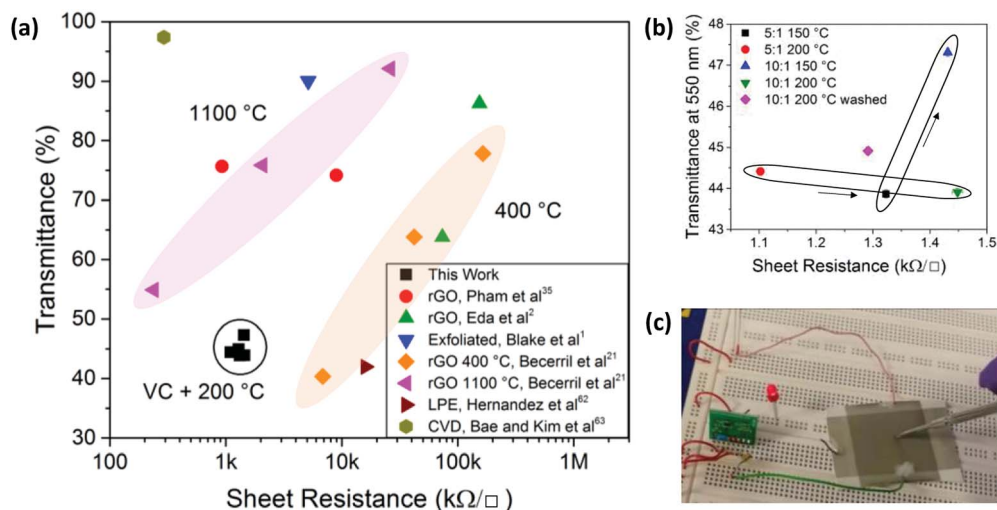 (a)
100
90
80
70
60
50
40
30
Transmittance (%)
1100 °C
400 °C
VC + 200 °C
This Work
rGO, Pham et al35
rGO, Eda et al2
Exfoliated, Blake et al1
rGO 400 °C, Becerril et al21
rGO 1100 °C, Becerril et al21
LPE, Hernandez et al62
CVD, Bae and Kim et al63
100 1k 10k 100k 1M
Sheet Resistance (kΩ/□)
(b)
48
47
46
45
44
43
Transmittance at 550 nm (%)
5:1 150 °C
5:1 200 °C
10:1 150 °C
10:1 200 °C
10:1 200 °C washed
1.1 1.2 1.3 1.4 1.5
Sheet Resistance (kΩ/□)
(c)